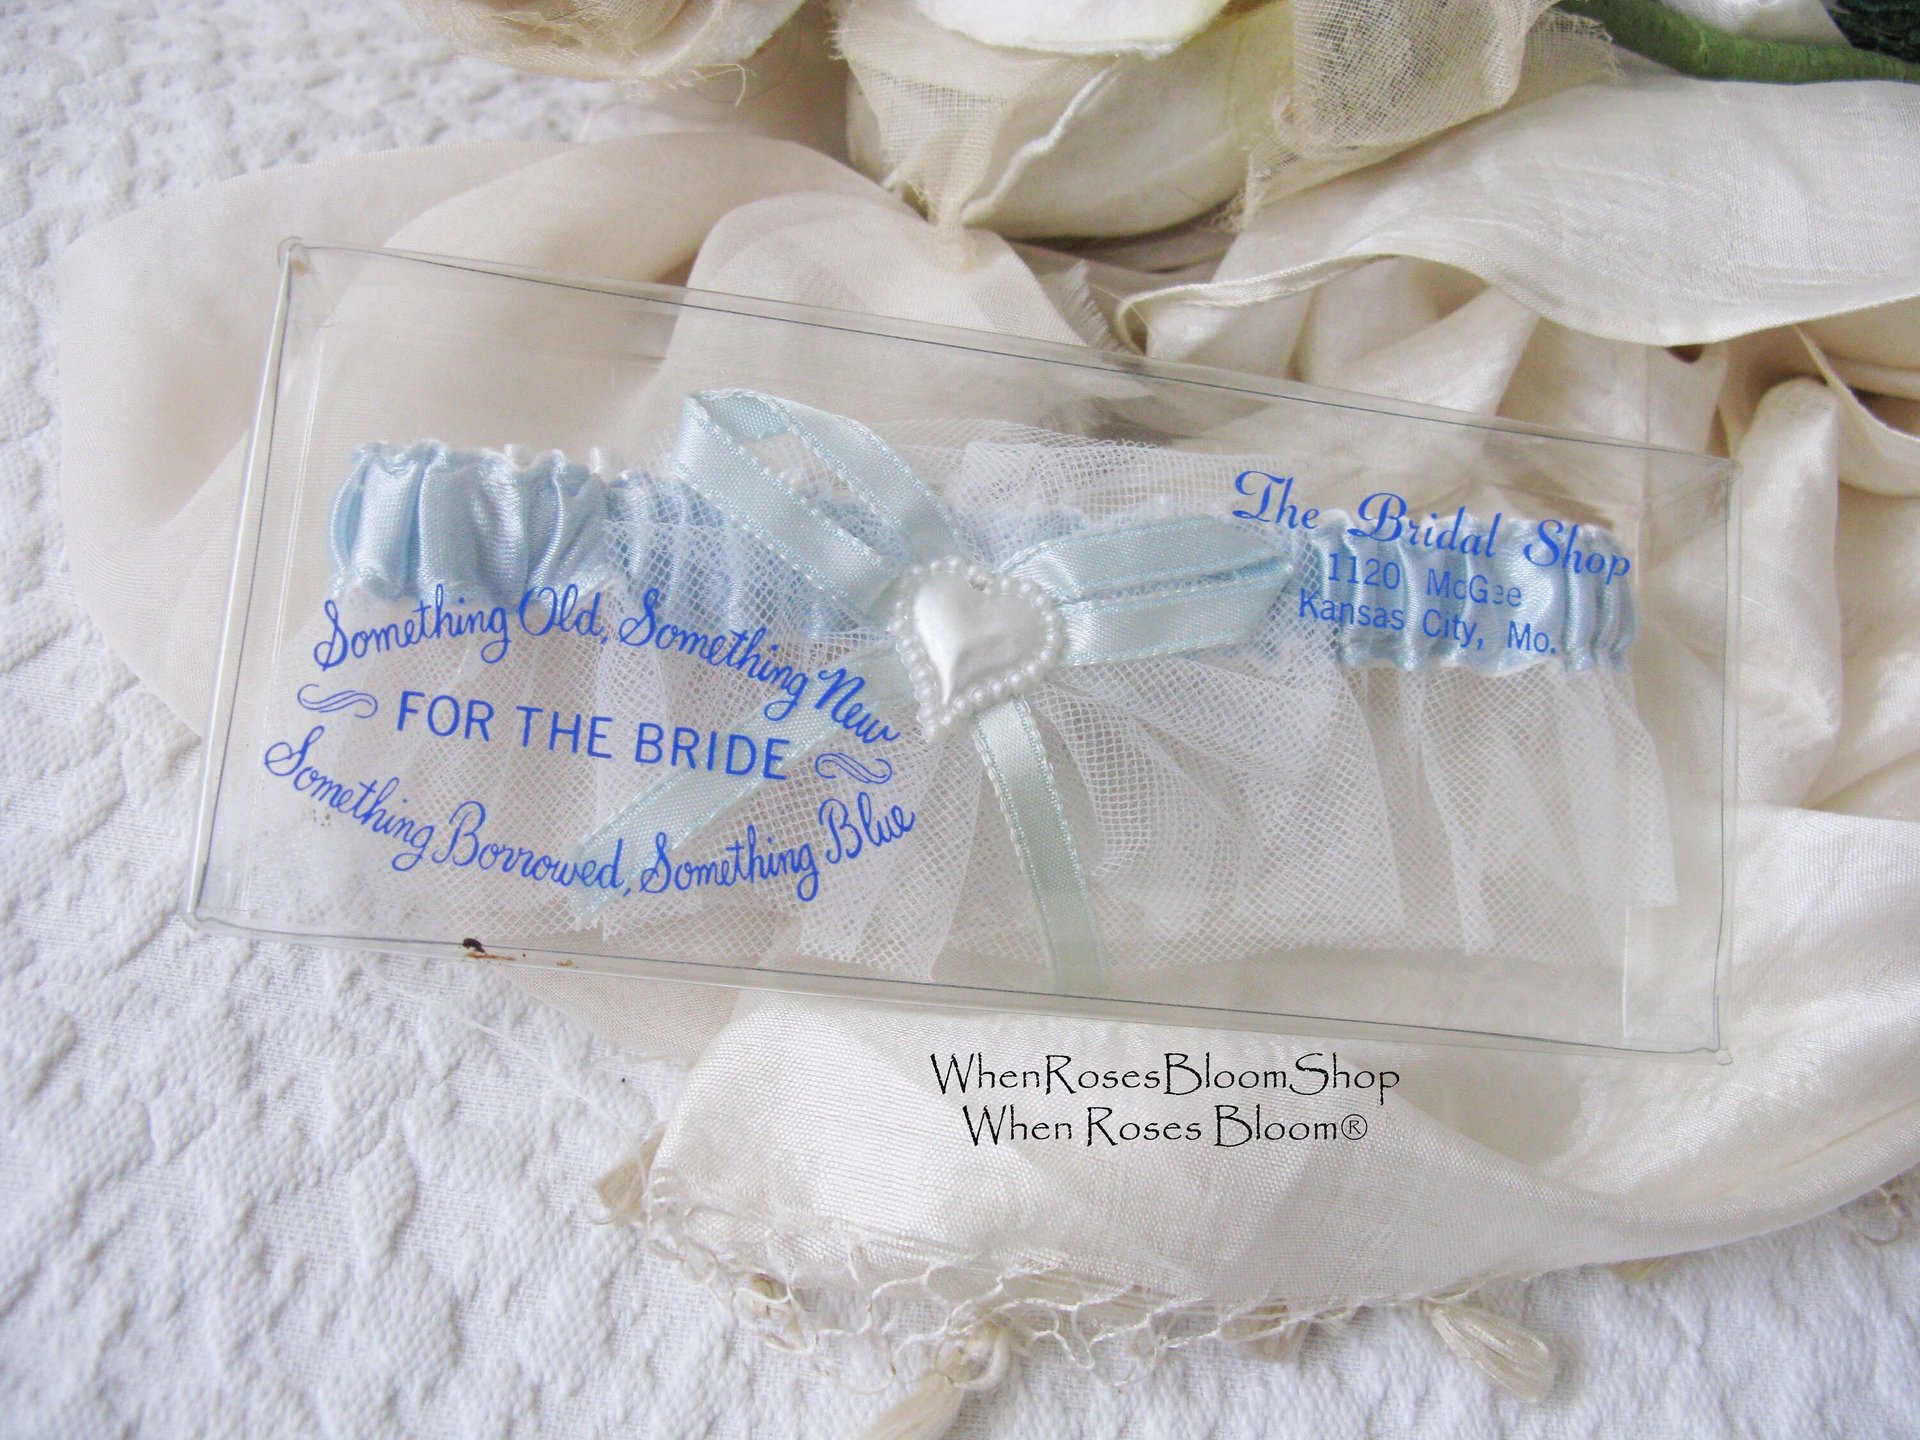 Something Old, Something New
FOR THE BRIDE
Something Borrowed, Something Blue
The Bridal Shop
1120 McGee
Kansas City, Mo.
WhenRosesBloomShop
When Roses Bloom®